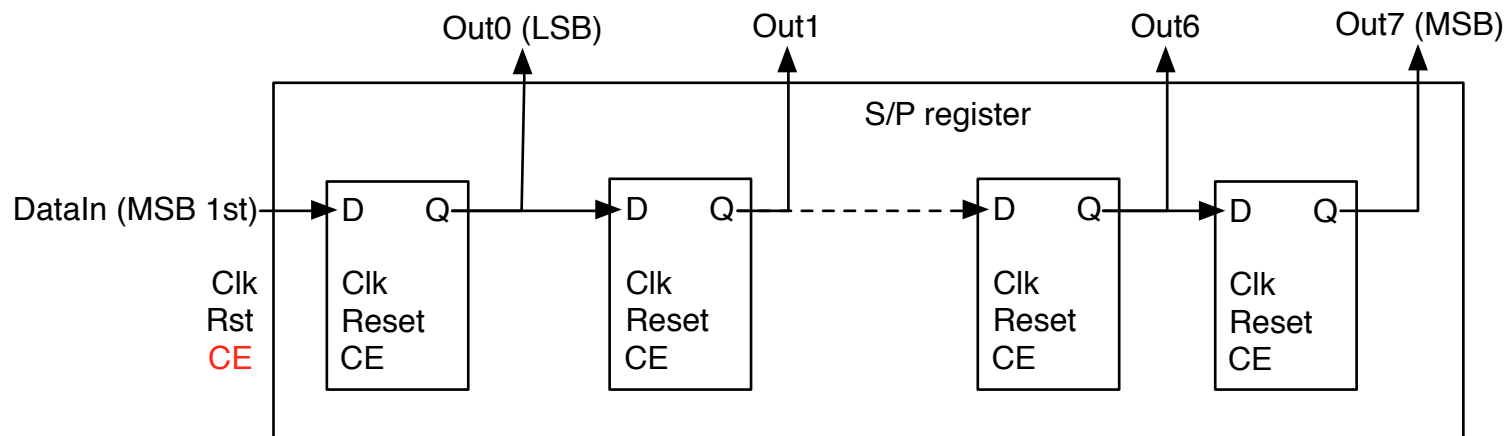 Out0 (LSB)
Out1
Out6
Out7 (MSB)
S/P register
DataIn (MSB 1st)
D Q
D Q
D Q
D Q
Clk
Clk
Clk
Clk
Clk
Rst
Reset
Reset
Reset
Reset
CE
CE
CE
CE
CE